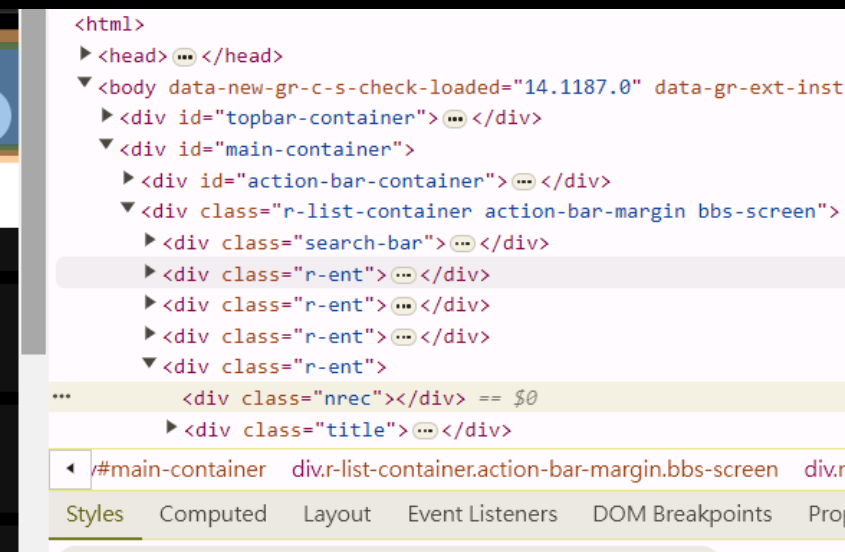 <html>
<head> ••• </head>
<body data-new-gr-c-s-check-loaded="14.1187.0" data-gr-ext-inst
<div id="topbar-container"> ••• </div>
<div id="main-container">
<div id="action-bar-container"> ••• </div>
<div class="r-list-container action-bar-margin bbs-screen">
<div class="search-bar"> ••• </div>
<div class="r-ent"> ••• </div>
<div class="r-ent"> ••• </div>
<div class="r-ent"> ••• </div>
<div class="r-ent">
••• <div class="nrec"></div> == $0
<div class="title"> ••• </div>
/#main-container div.r-list-container.action-bar-margin.bbs-screen div.r
Styles Computed Layout Event Listeners DOM Breakpoints Prop